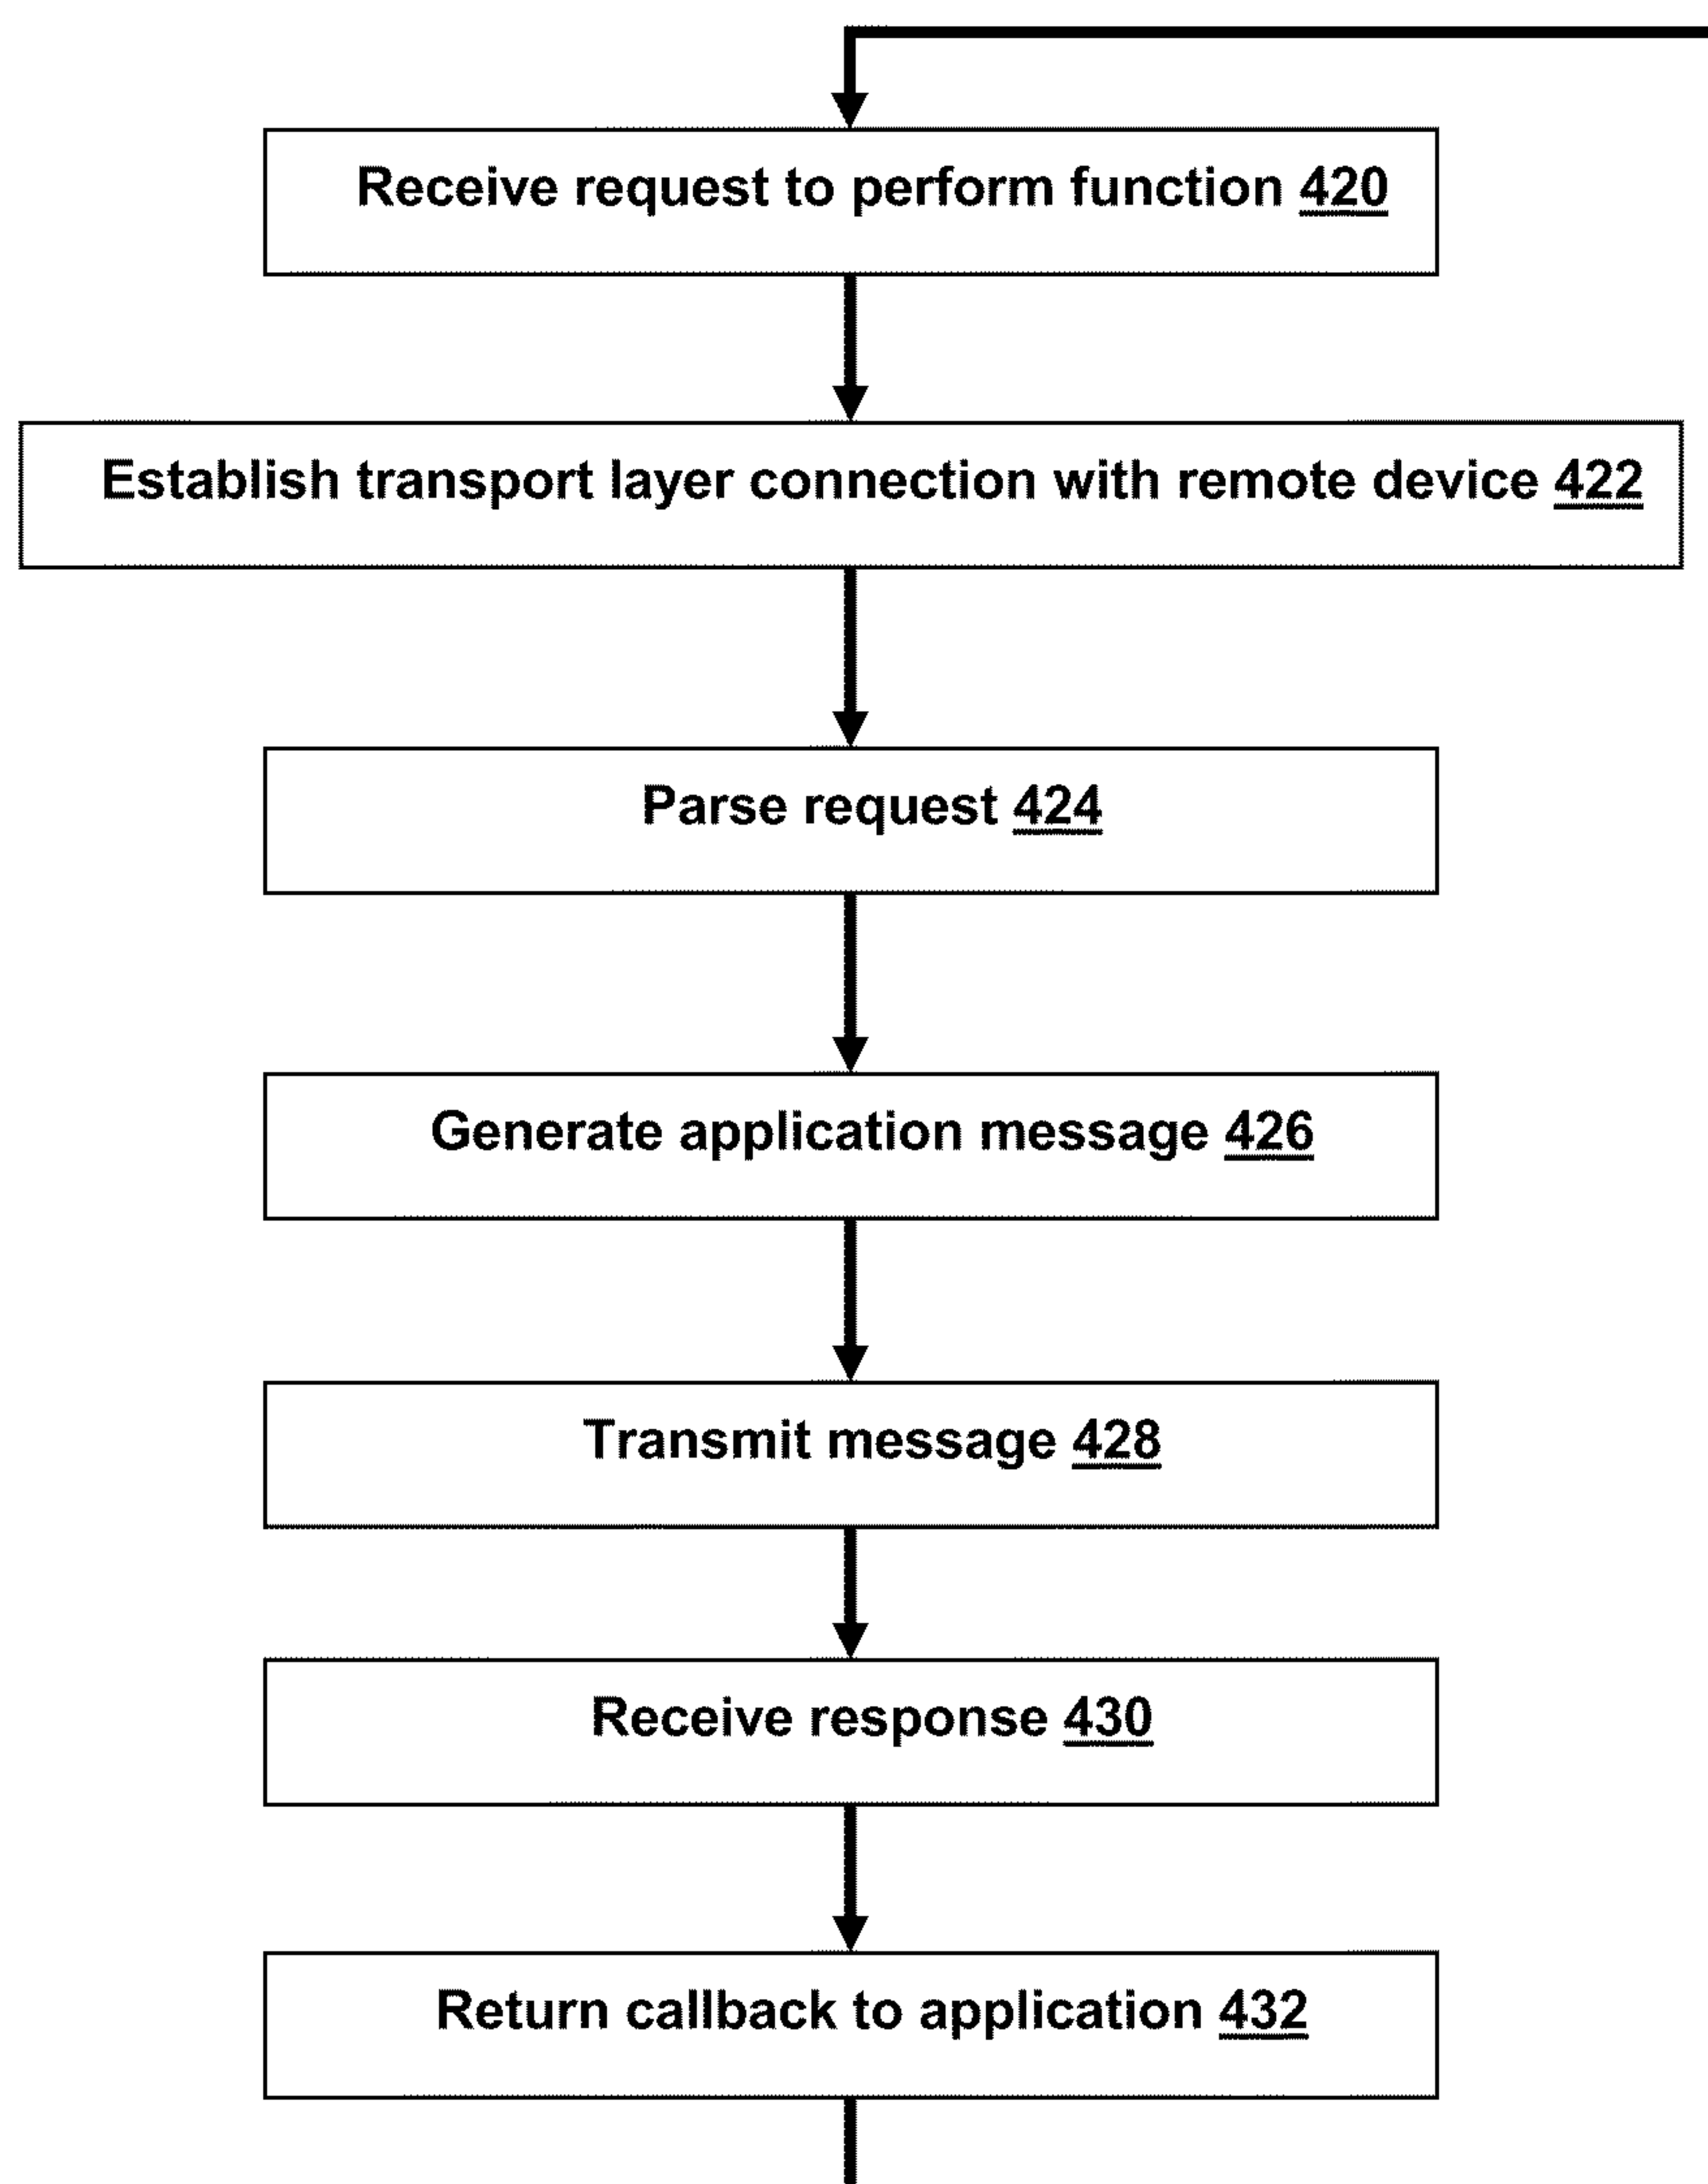 Receive request to perform function 420
Establish transport layer connection with remote device 422
Parse request 424
Generate application message 426
Transmit message 428
Receive response 430
Return callback to application 432